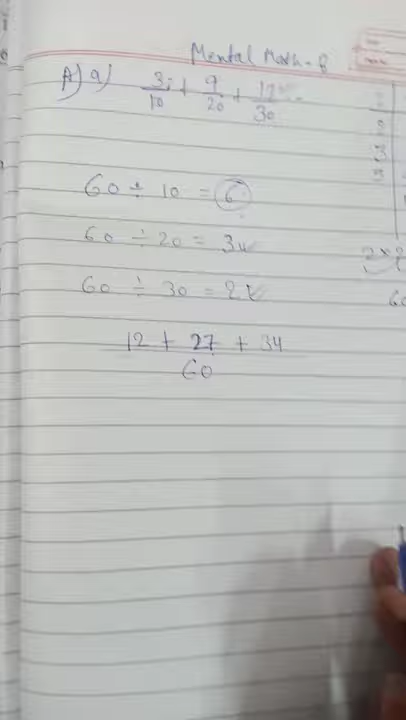 Mental Math - 8
A) a) 3/10 + 9/20 + 17/30
60 ÷ 10 = 6
60 ÷ 20 = 3
60 ÷ 30 = 2
12 + 27 + 34
60